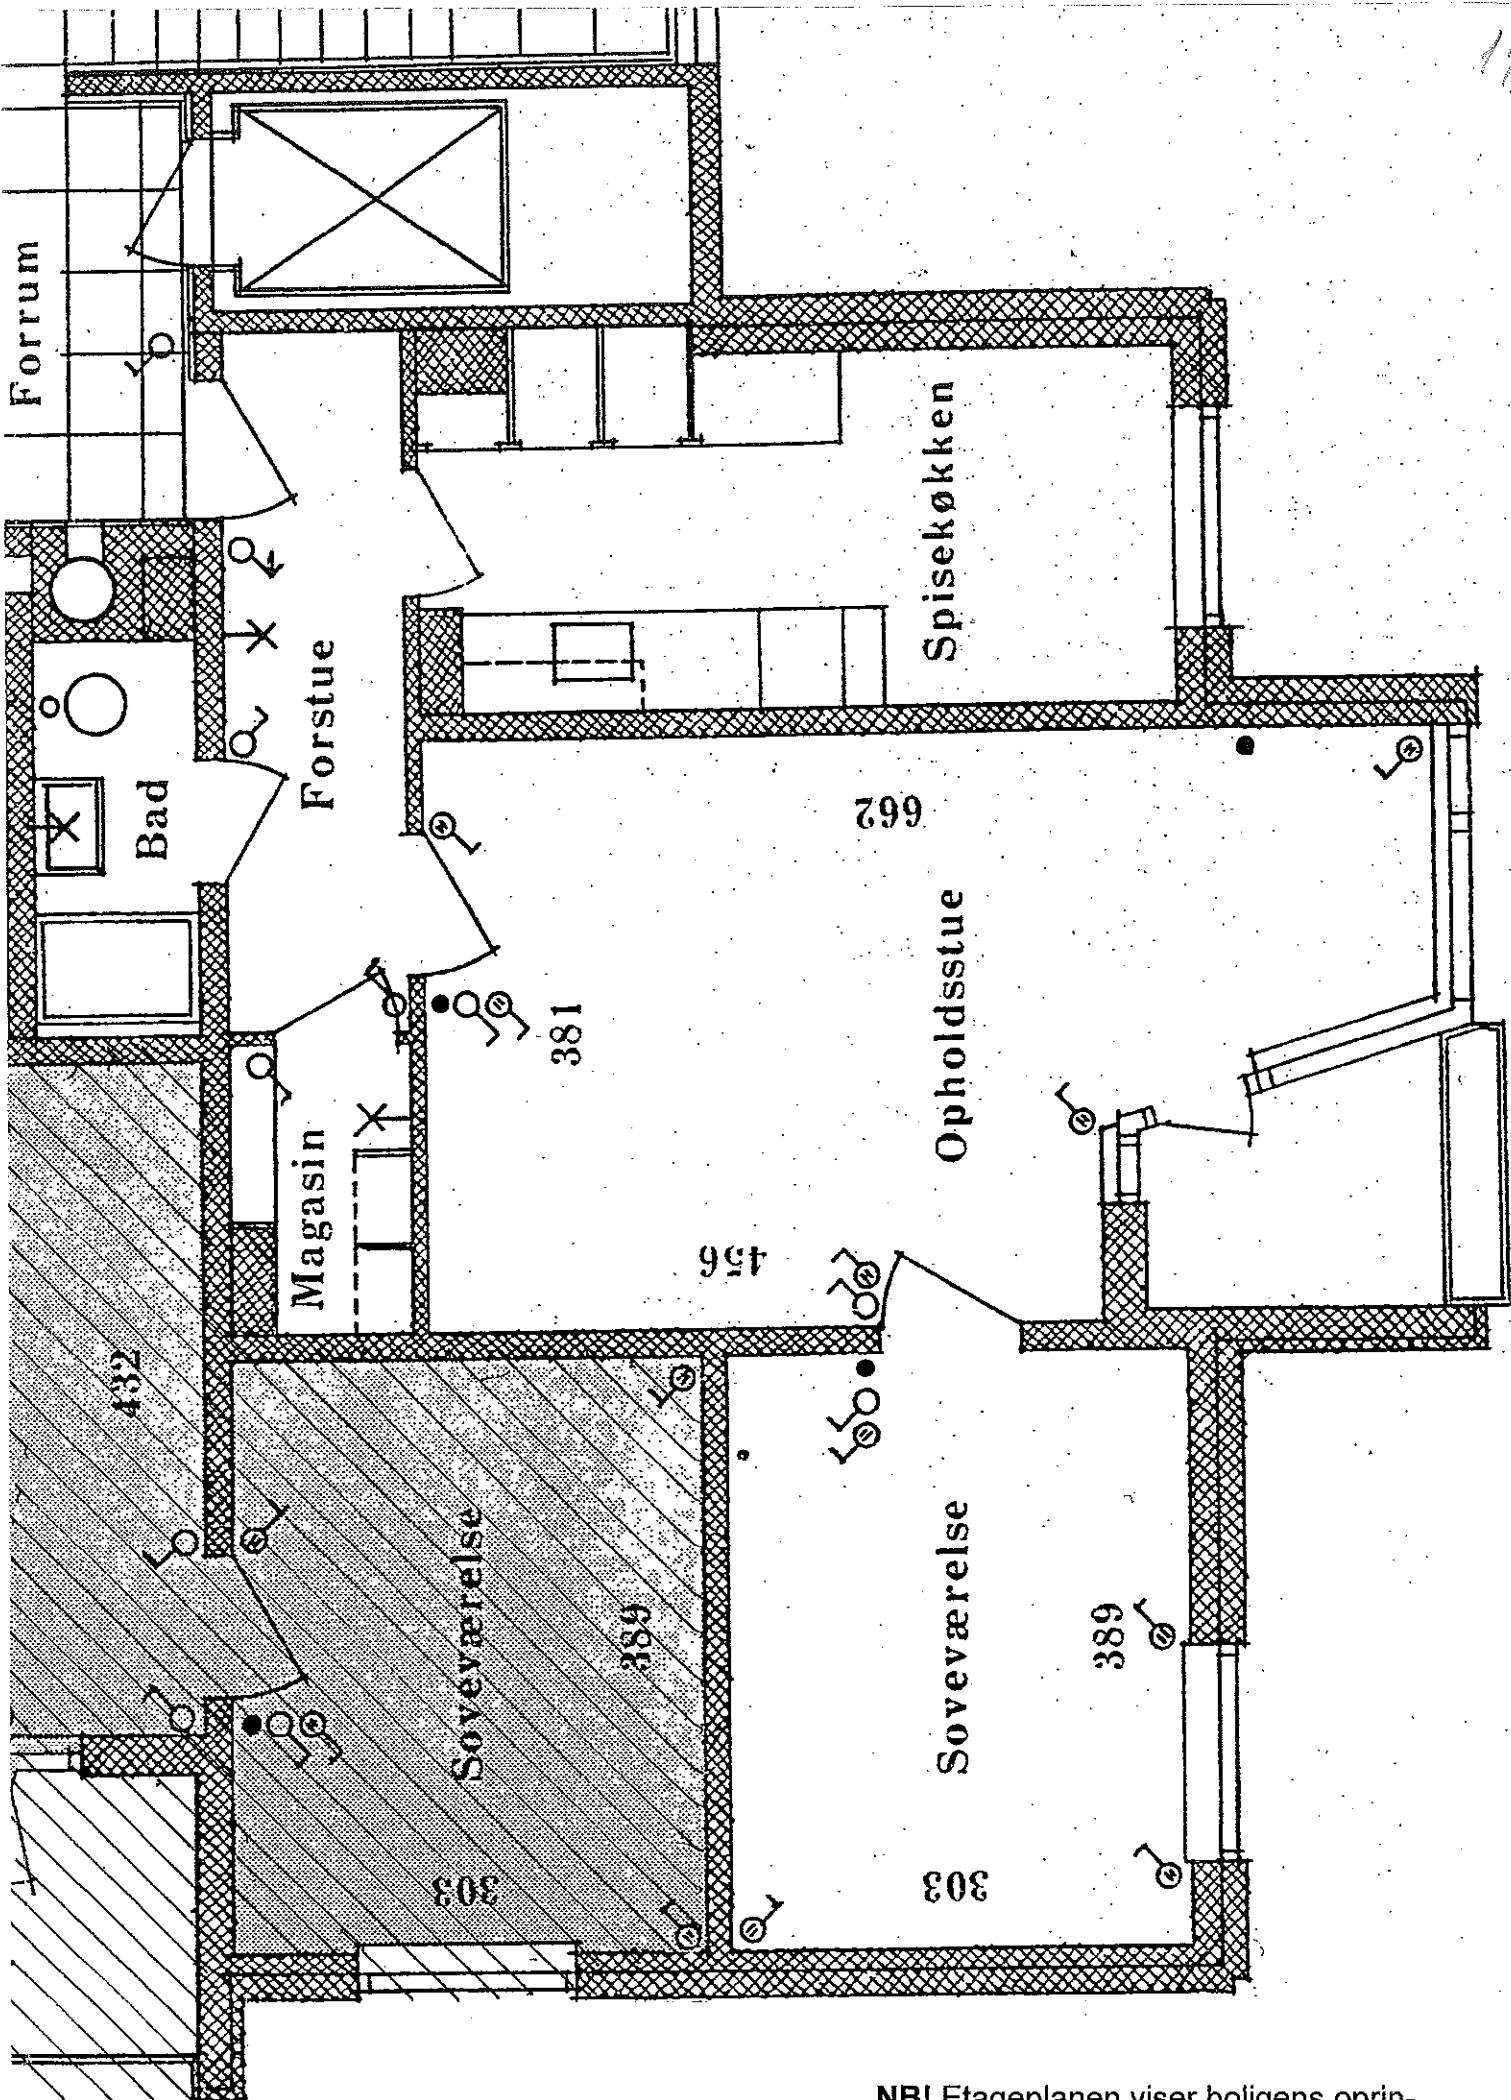 Forrum
Bad
Forstue
Spisekøkken
662
381
Opholdsstue
Magasin
456
432
Soveværelse
389
303
Soveværelse
389
303
NB! Etageplanen viser boligens oprin-